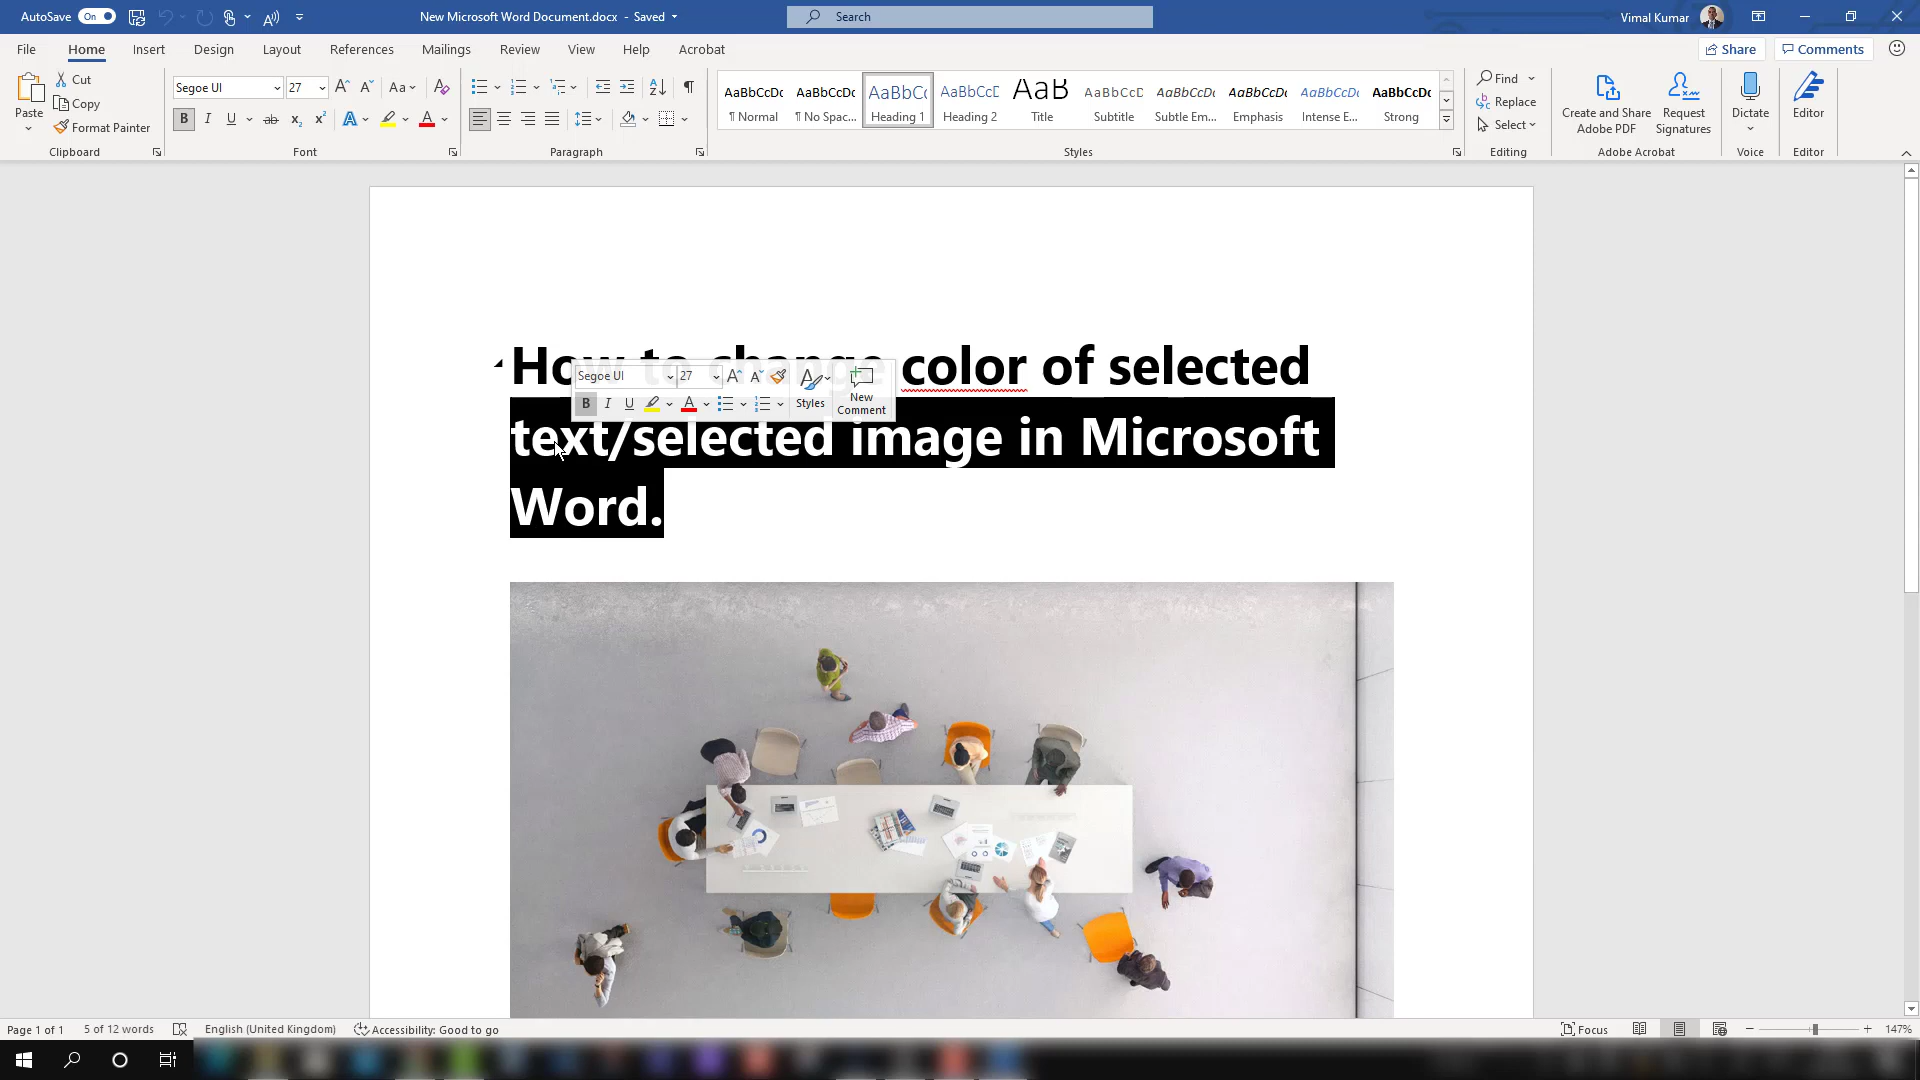 AutoSave On New Microsoft Word Document.docx - Saved Search Vimal Kumar
File Home Insert Design Layout References Mailings Review View Help Acrobat Share Comments
Paste
Cut
Copy
Format Painter
Clipboard
Segoe UI 27
Font
Paragraph
AaBbCcDc AaBbCcDc AaBbCc AaBbCcD AaB AaBbCcD AaBbCcDc AaBbCcDc AaBbCcDc AaBbCcDc
¶ Normal ¶ No Spac... Heading 1 Heading 2 Title Subtitle Subtle Em... Emphasis Intense E... Strong
Styles
Find
Replace
Select
Editing
Create and Share Adobe PDF
Request Signatures
Adobe Acrobat
Dictate
Voice
Editor
Editor
How to change color of selected
text/selected image in Microsoft
Word.
Segoe UI 27
Styles
New Comment
Page 1 of 1 5 of 12 words English (United Kingdom) Accessibility: Good to go Focus 147%